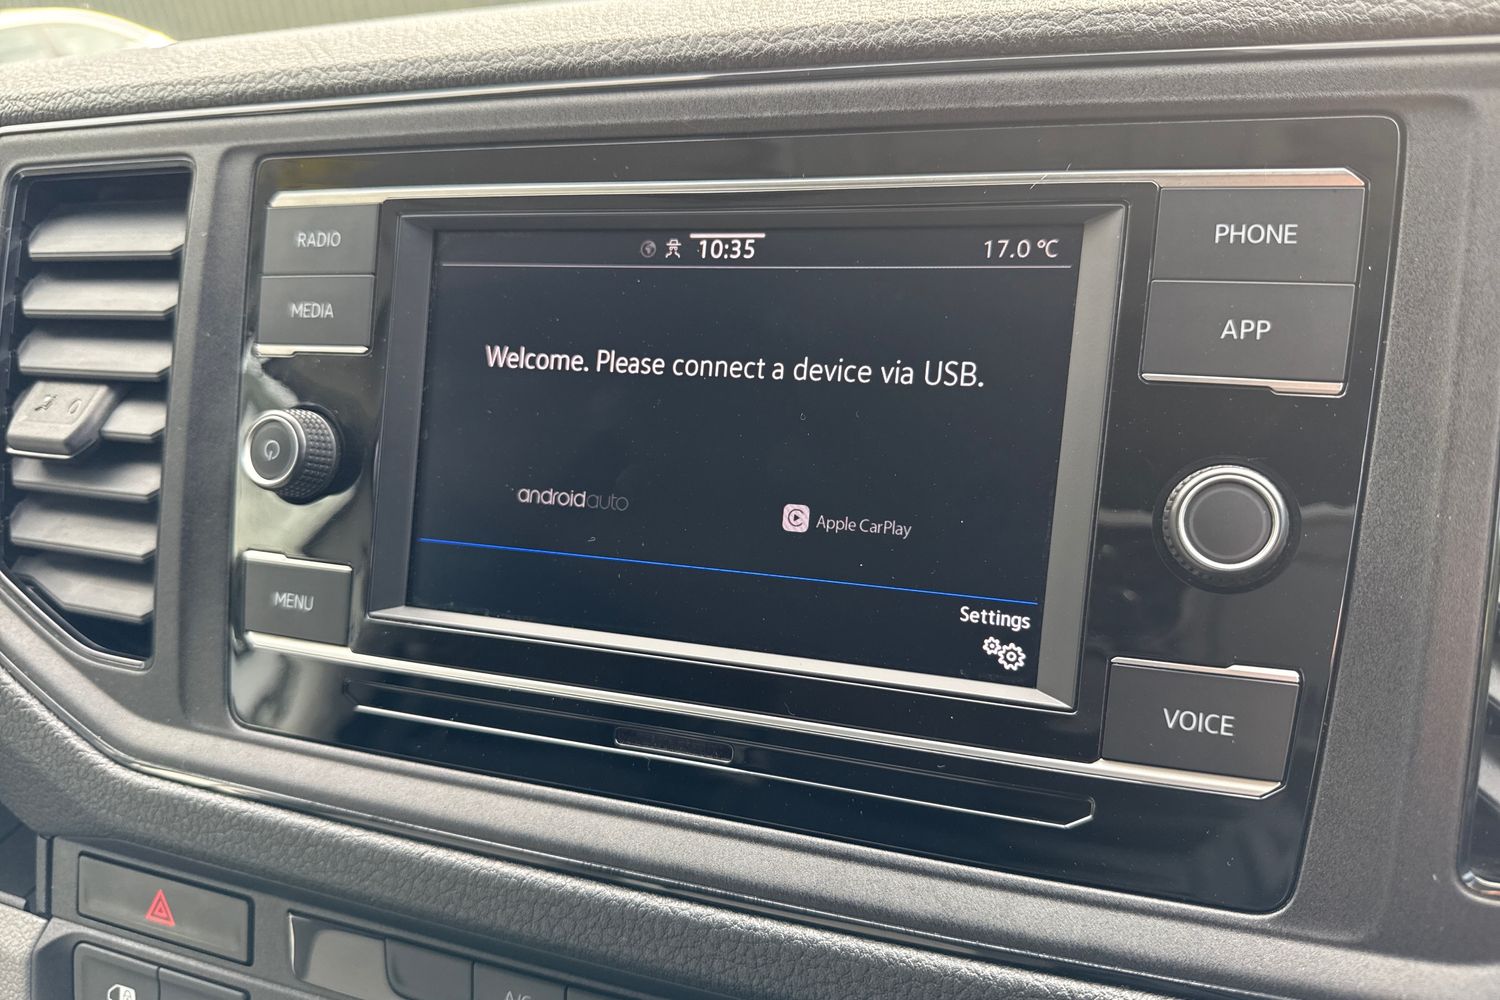 RADIO
MEDIA
MENU
10:35
17.0 °C
Welcome. Please connect a device via USB.
androidauto
Apple CarPlay
Settings
PHONE
APP
VOICE